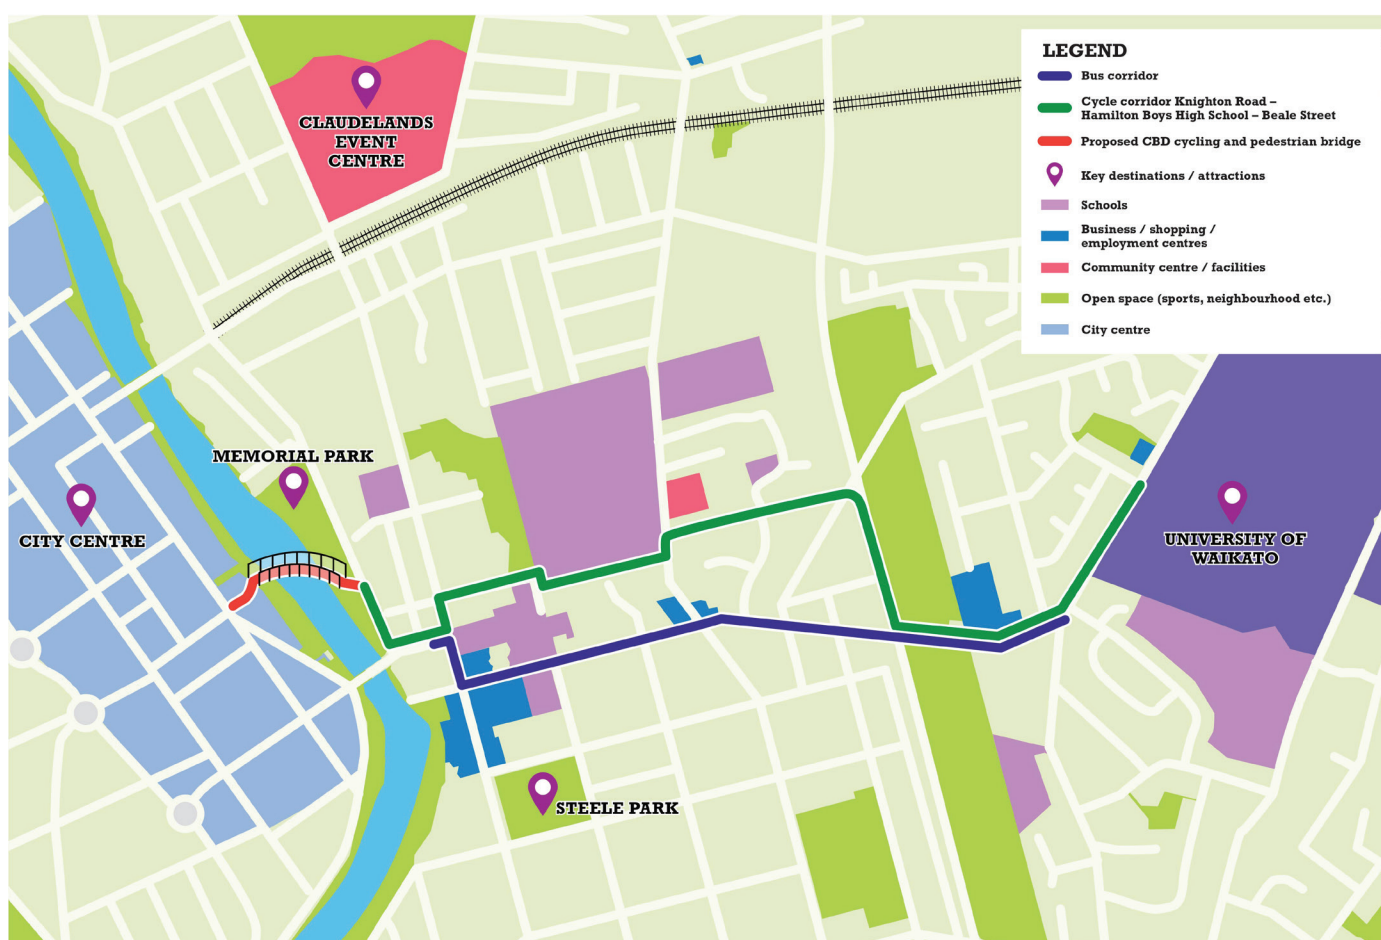 CLAUDELANDS
EVENT
CENTRE
MEMORIAL PARK
CITY CENTRE
UNIVERSITY OF
WAIKATO
STEELE PARK
LEGEND
Bus corridor
Cycle corridor Knighton Road –
Hamilton Boys High School – Beale Street
Proposed CBD cycling and pedestrian bridge
Key destinations / attractions
Schools
Business / shopping /
employment centres
Community centre / facilities
Open space (sports, neighbourhood etc.)
City centre